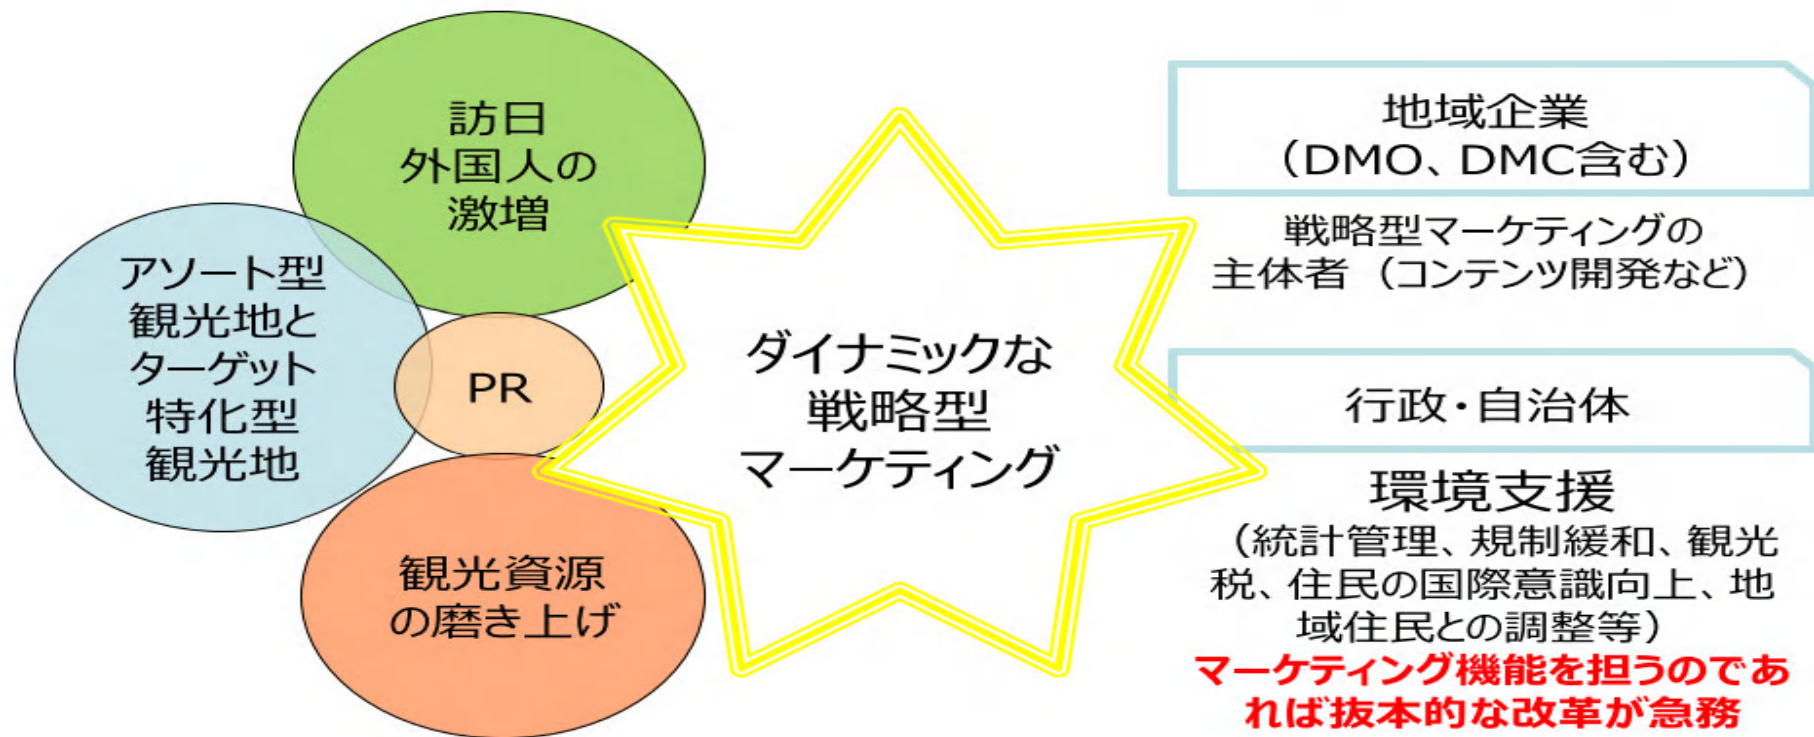 訪日
外国人の
激増
アソート型
観光地と
ターゲット
特化型
観光地
PR
観光資源
の磨き上げ
ダイナミックな
戦略型
マーケティング
地域企業
（DMO、DMC含む）
戦略型マーケティングの
主体者（コンテンツ開発など）
行政・自治体
環境支援
（統計管理、規制緩和、観光
税、住民の国際意識向上、地
域住民との調整等）
マーケティング機能を担うのであ
れば抜本的な改革が急務